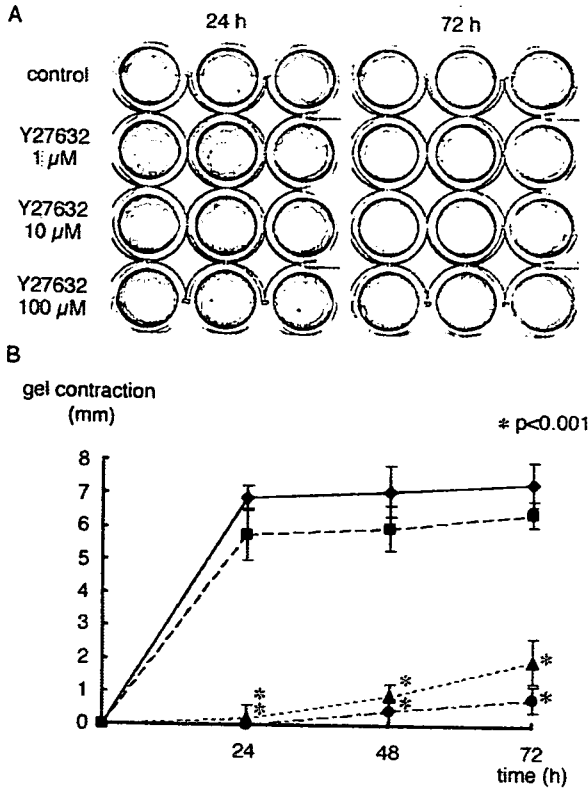 A
24 h
72 h
control
Y27632
1 µM
Y27632
10 µM
Y27632
100 µM
B
gel contraction
(mm)
* p<0.001
8
7
6
5
4
3
2
1
0
*
*
*
*
*
*
24
48
72
time (h)